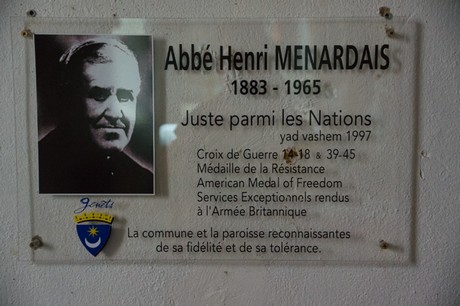 Abbé Henri MENARDAIS
1883 - 1965
Juste parmi les Nations
yad vashem 1997
Croix de Guerre 14-18 & 39-45
Médaille de la Résistance
American Medal of Freedom
Services Exceptionnels rendus
à l'Armée Britannique
genêts
La commune et la paroisse reconnaissantes
de sa fidélité et de sa tolérance.